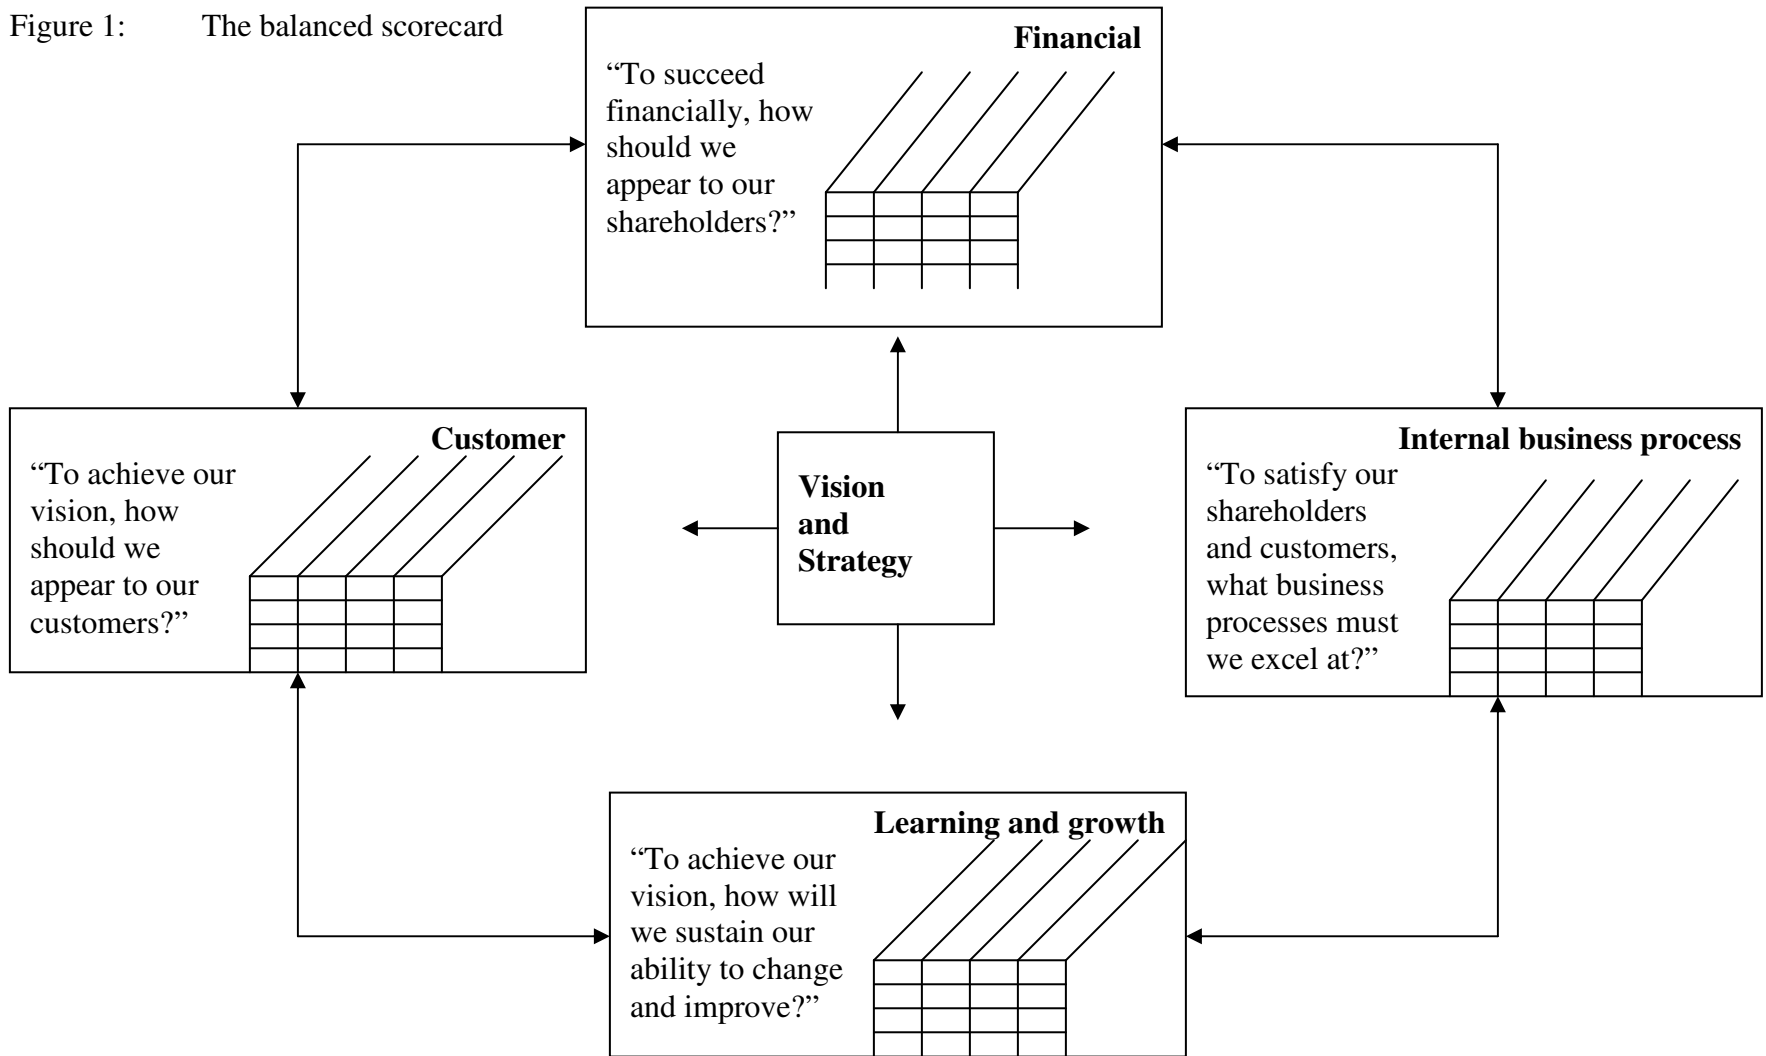 Figure 1: The balanced scorecard
Financial
“To succeed
financially, how
should we
appear to our
shareholders?”
Customer
“To achieve our
vision, how
should we
appear to our
customers?”
Vision
and
Strategy
Internal business process
“To satisfy our
shareholders
and customers,
what business
processes must
we excel at?”
Learning and growth
“To achieve our
vision, how will
we sustain our
ability to change
and improve?”